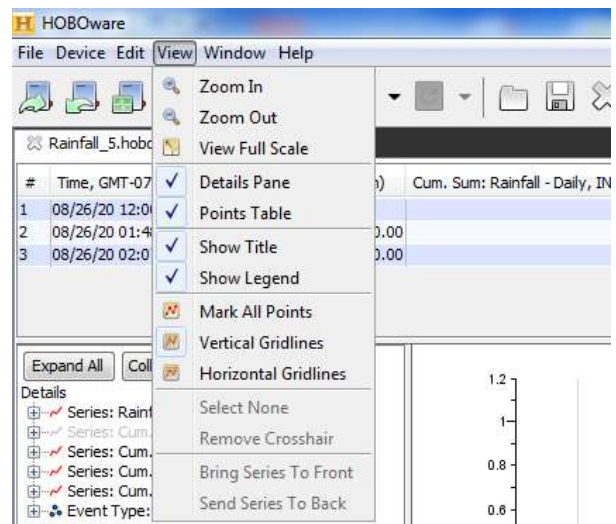 HOBOware
File Device Edit View Window Help
Zoom In
Zoom Out
View Full Scale
Details Pane
Points Table
Show Title
Show Legend
Mark All Points
Vertical Gridlines
Horizontal Gridlines
Select None
Remove Crosshair
Bring Series To Front
Send Series To Back
Rainfall_5.hobo
# Time, GMT-07 Cum. Sum: Rainfall - Daily, IN
1 08/26/20 12:0
2 08/26/20 01:4 0.00
3 08/26/20 02:0 0.00
Expand All Coll
Details
Series: Rainf
Series: Cum.
Series: Cum.
Series: Cum.
Series: Cum.
Event Type:
1.2
1
0.8
0.6